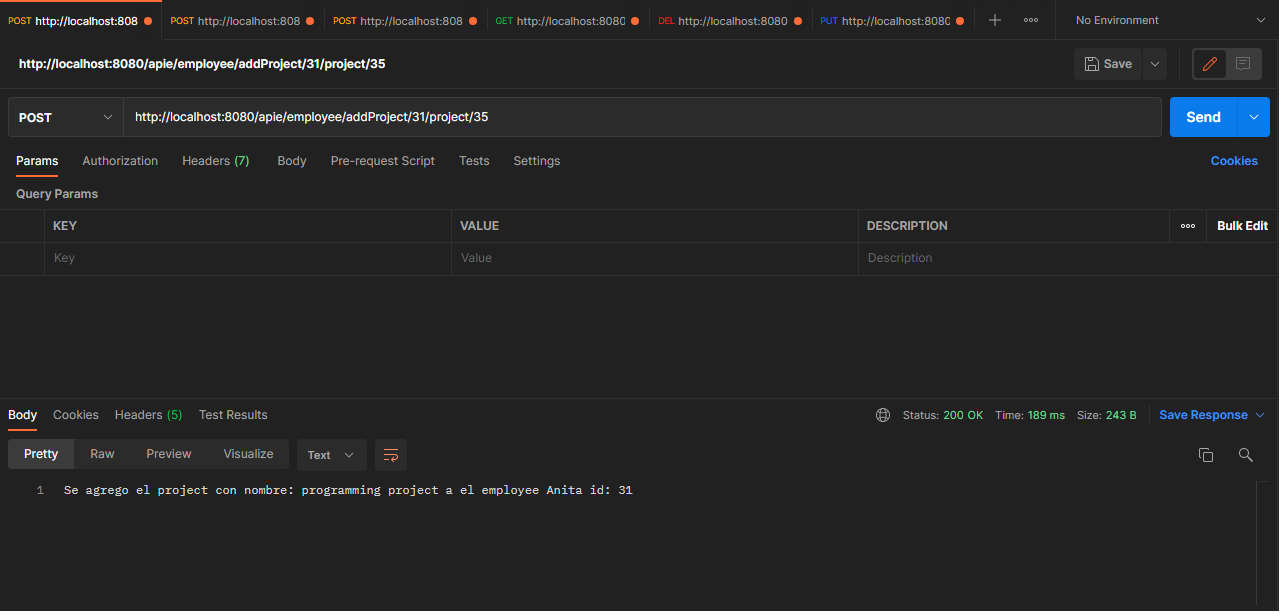 POST http://localhost:808 POST http://localhost:808 POST http://localhost:808 GET http://localhost:8080 DEL http://localhost:8080 PUT http://localhost:8080 No Environment
http://localhost:8080/apie/employee/addProject/31/project/35 Save
POST http://localhost:8080/apie/employee/addProject/31/project/35 Send
Params Authorization Headers (7) Body Pre-request Script Tests Settings Cookies
Query Params
KEY VALUE DESCRIPTION Bulk Edit
Key Value Description
Body Cookies Headers (5) Test Results Status: 200 OK Time: 189 ms Size: 243 B Save Response
Pretty Raw Preview Visualize Text
1 Se agrego el project con nombre: programming project a el employee Anita id: 31